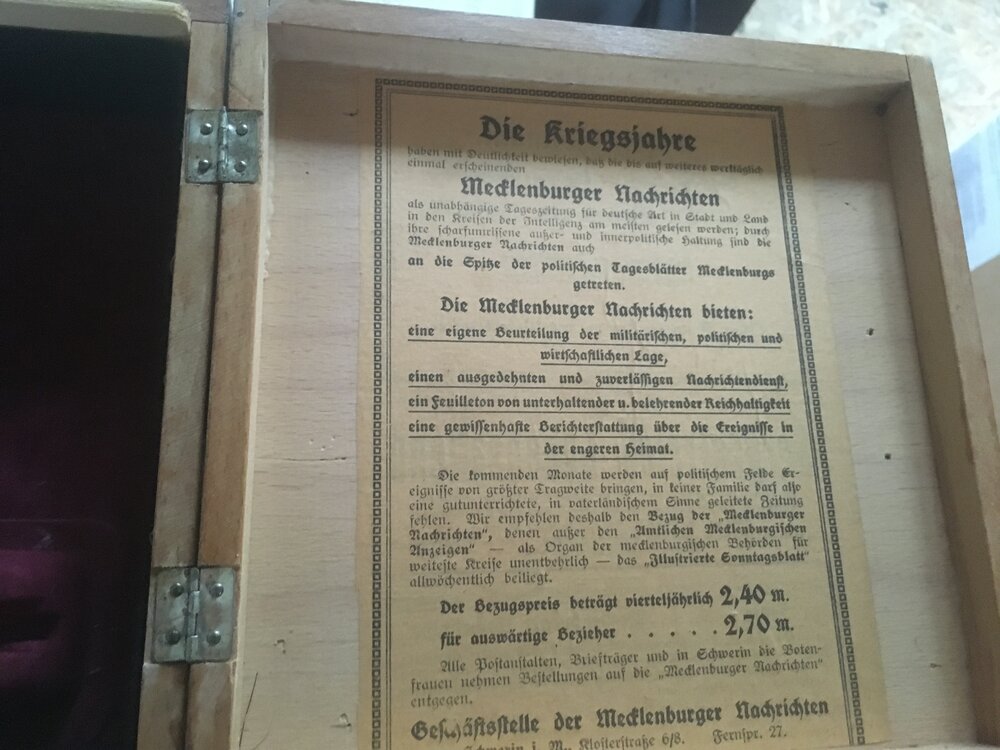 Die Kriegsjahre
haben mit Deutlichkeit bewiesen, daß die bis auf weiteres werktäglich
einmal erscheinenden
Mecklenburger Nachrichten
als unabhängige Tageszeitung für deutsche Art in Stadt und Land
in den Kreisen der Intelligenz am meisten gelesen werden; durch
ihre scharfumrissene außer- und innerpolitische Haltung sind die
Mecklenburger Nachrichten auch
an die Spitze der politischen Tagesblätter Mecklenburgs
getreten.
Die Mecklenburger Nachrichten bieten:
eine eigene Beurteilung der militärischen, politischen und
wirtschaftlichen Lage,
einen ausgedehnten und zuverlässigen Nachrichtendienst,
ein Feuilleton von unterhaltender u. belehrender Reichhaltigkeit
eine gewissenhafte Berichterstattung über die Ereignisse in
der engeren Heimat.
Die kommenden Monate werden auf politischem Felde Er-
eignisse von größter Tragweite bringen, in keiner Familie darf also
eine gutunterrichtete, in vaterländischem Sinne geleitete Zeitung
fehlen. Wir empfehlen deshalb den Bezug der „Mecklenburger
Nachrichten", denen außer den „Amtlichen Mecklenburgischen
Anzeigen" — als Organ der mecklenburgischen Behörden für
weiteste Kreise unentbehrlich — das „Illustrierte Sonntagsblatt"
allwöchentlich beiliegt.
Der Bezugspreis beträgt vierteljährlich 2,40 m.
für auswärtige Bezieher . . . . . 2,70 m.
Alle Postanstalten, Briefträger und in Schwerin die Boten-
frauen nehmen Bestellungen auf die „Mecklenburger Nachrichten"
entgegen.
Geschäftsstelle der Mecklenburger Nachrichten
Schwerin i. M., Klosterstraße 6/8. Fernspr. 27.